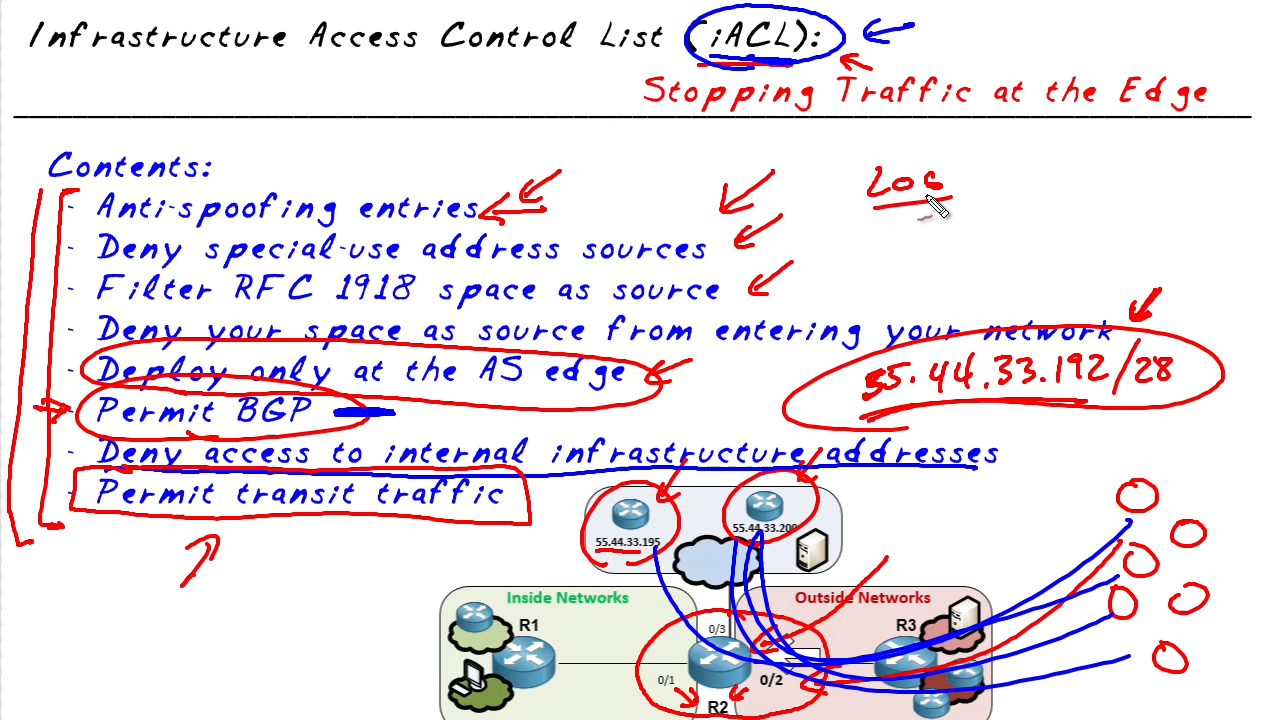 Infrastructure Access Control List (iACL):
Stopping Traffic at the Edge
Contents:
- Anti-spoofing entries
- Deny special-use address sources
- Filter RFC 1918 space as source
- Deny your space as source from entering your network
- Deploy only at the AS edge
- Permit BGP
- Deny access to internal infrastructure addresses
- Permit transit traffic
LOG
55.44.33.192/28
55.44.33.195
55.44.33.200
Inside Networks
Outside Networks
R1
0/3
R3
0/1
0/2
R2